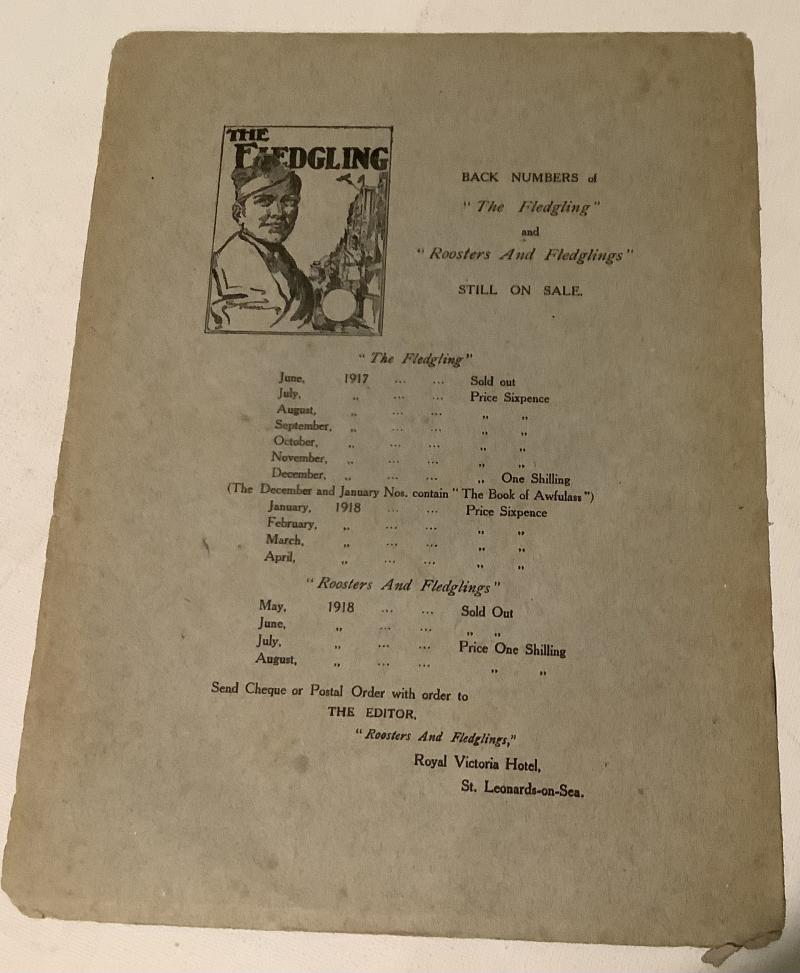 THE
FLEDGLING
BACK NUMBERS of
"The Fledgling"
and
"Roosters And Fledglings"
STILL ON SALE.
"The Fledgling"
June, 1917 ... ... Sold out
July, ,, ... ... Price Sixpence
August, ,, ... ... ,, ,,
September, ,, ... ... ,, ,,
October, ,, ... ... ,, ,,
November, ,, ... ... ,, ,,
December, ,, ... ... ,, One Shilling
(The December and January Nos. contain "The Book of Awfulass")
January, 1918 ... ... Price Sixpence
February, ,, ... ... ,, ,,
March, ,, ... ... ,, ,,
April, ,, ... ... ,, ,,
"Roosters And Fledglings"
May, 1918 ... ... Sold Out
June, ,, ... ... ,, ,,
July, ,, ... ... Price One Shilling
August, ,, ... ... ,, ,,
Send Cheque or Postal Order with order to
THE EDITOR,
"Roosters And Fledglings,"
Royal Victoria Hotel,
St. Leonards-on-Sea.